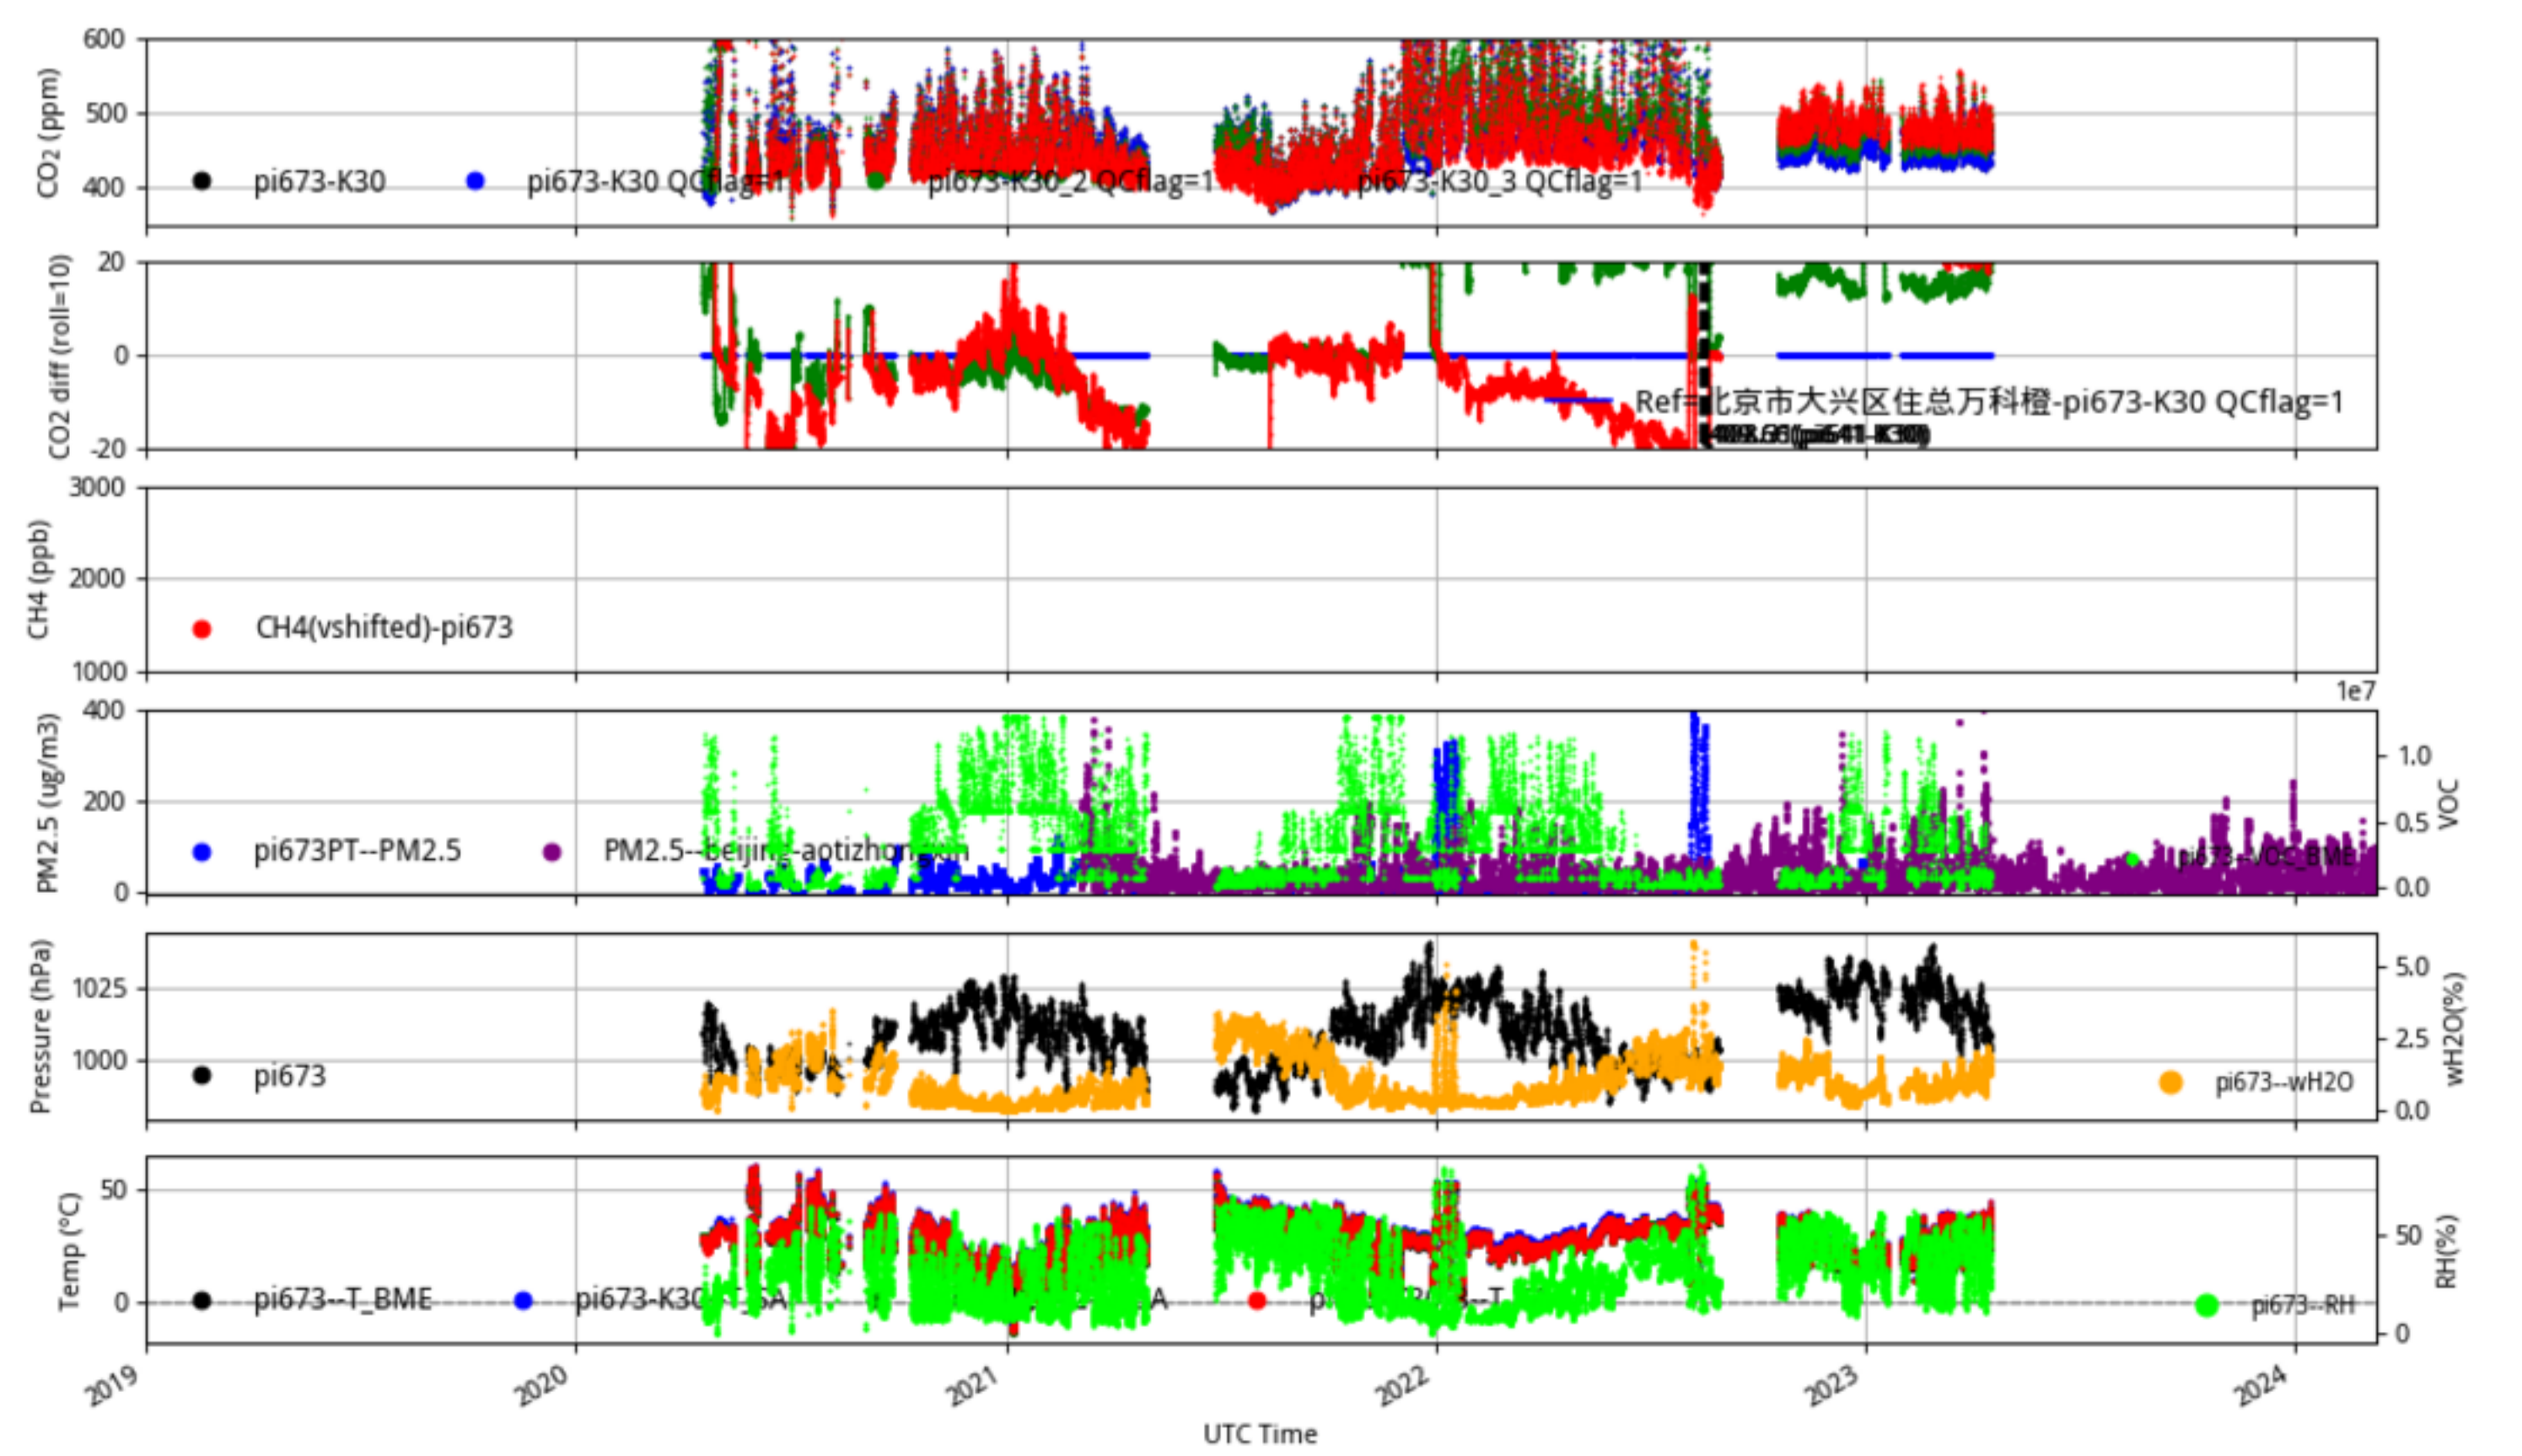 600
500
400
CO2 (ppm)
pi673-K30
pi673-K30 QCflag=1
pi673-K30_2 QCflag=1
pi673-K30_3 QCflag=1
20
0
-20
CO2 diff (roll=10)
Ref=北京市大兴区住总万科橙-pi673-K30 QCflag=1
3000
2000
1000
CH4 (ppb)
CH4(vshifted)-pi673
1e7
400
200
0
PM2.5 (ug/m3)
pi673PT--PM2.5
PM2.5--beijing-aotizhongxin
pi673--VOC_BME
1.0
0.5
0.0
VOC
1025
1000
Pressure (hPa)
pi673
pi673--wH2O
5.0
2.5
0.0
wH2O(%)
50
0
Temp (°C)
pi673--T_BME
pi673-K30
pi673--RH
50
0
RH(%)
2019
2020
2021
2022
2023
2024
UTC Time